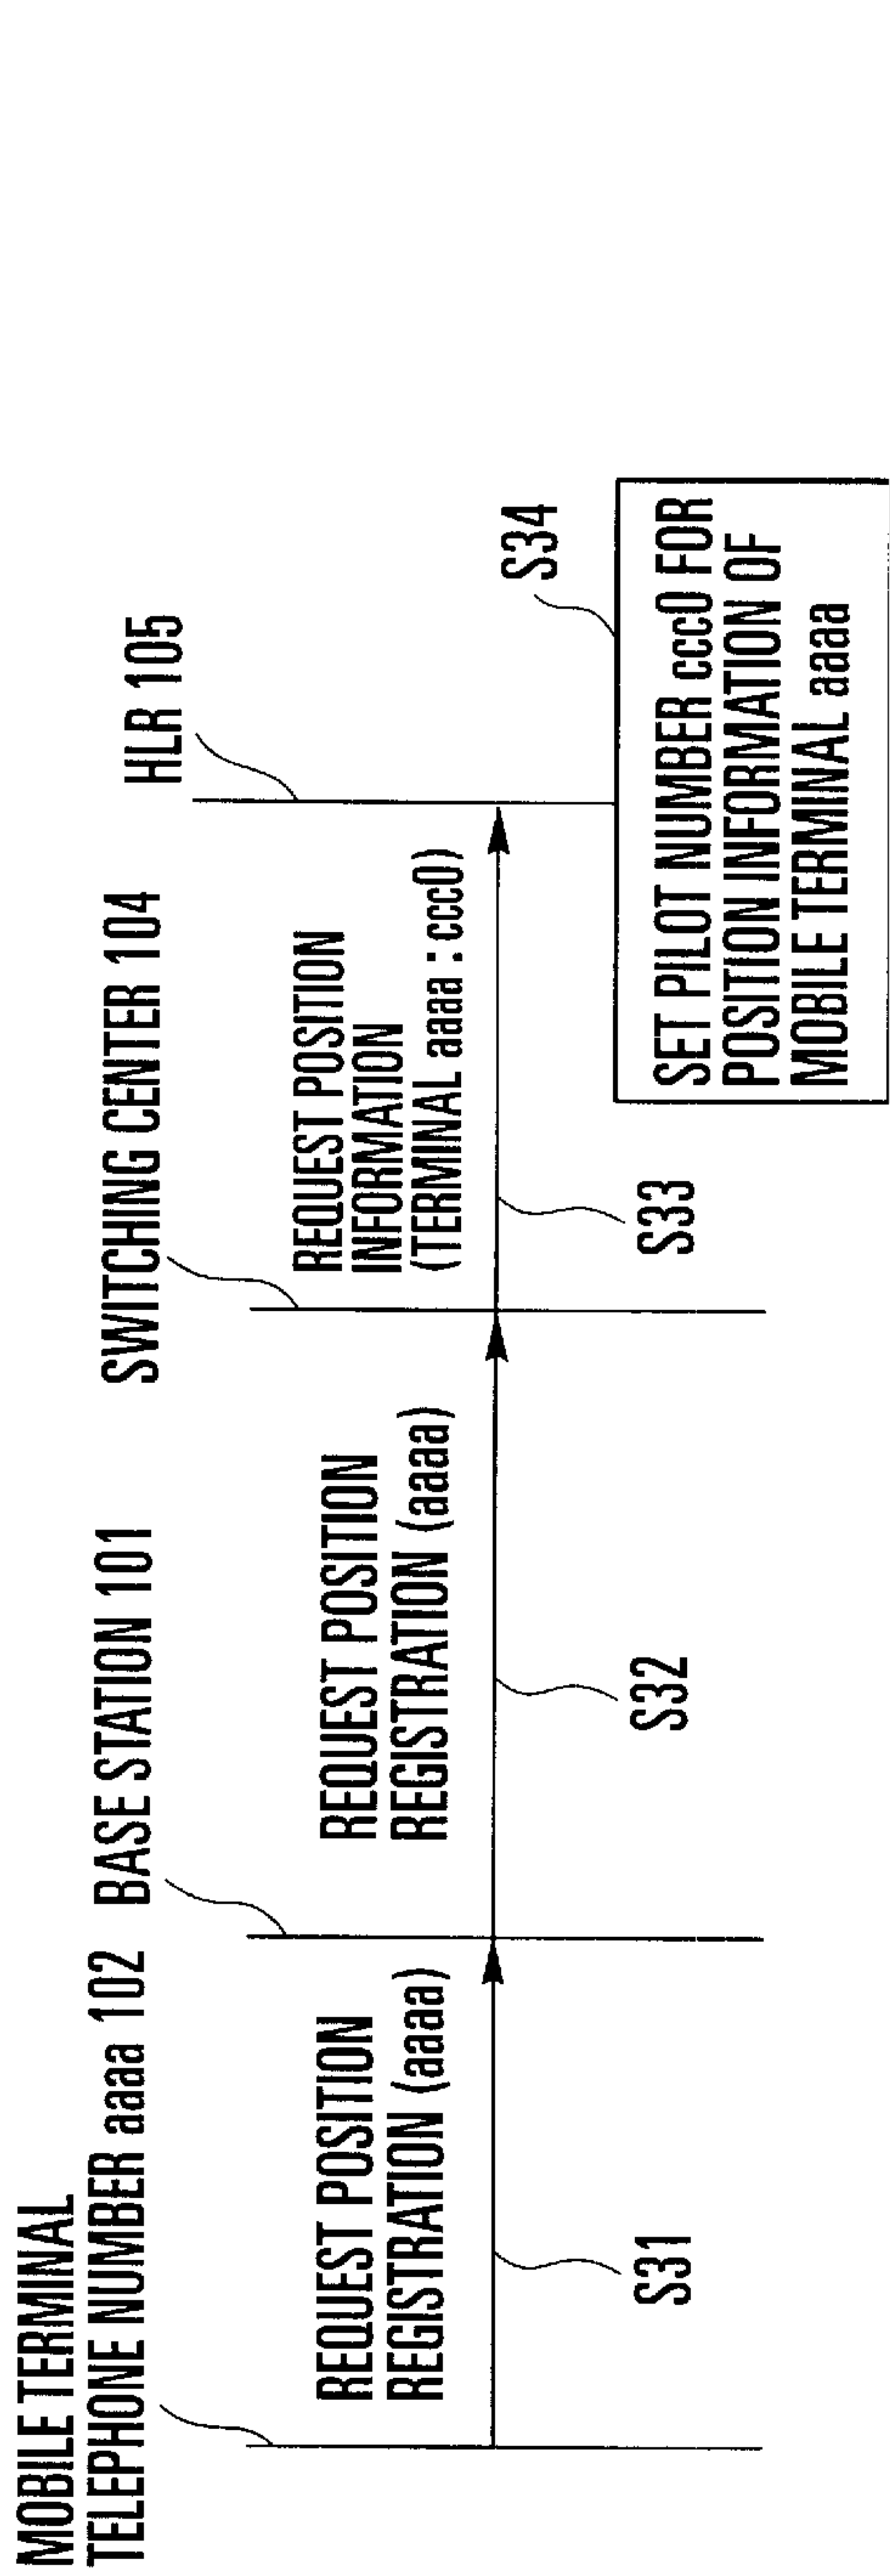 MOBILE TERMINAL
TELEPHONE NUMBER aaaa 102
BASE STATION 101
SWITCHING CENTER 104
HLR 105
REQUEST POSITION
REGISTRATION (aaaa)
S31
REQUEST POSITION
REGISTRATION (aaaa)
S32
REQUEST POSITION
INFORMATION
(TERMINAL aaaa : ccc0)
S33
S34
SET PILOT NUMBER ccc0 FOR
POSITION INFORMATION OF
MOBILE TERMINAL aaaa